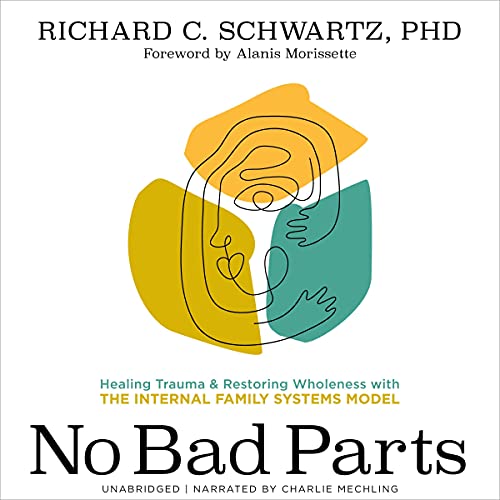 RICHARD C. SCHWARTZ, PHD
Foreword by Alanis Morissette
Healing Trauma & Restoring Wholeness with
THE INTERNAL FAMILY SYSTEMS MODEL
No Bad Parts
UNABRIDGED | NARRATED BY CHARLIE MECHLING